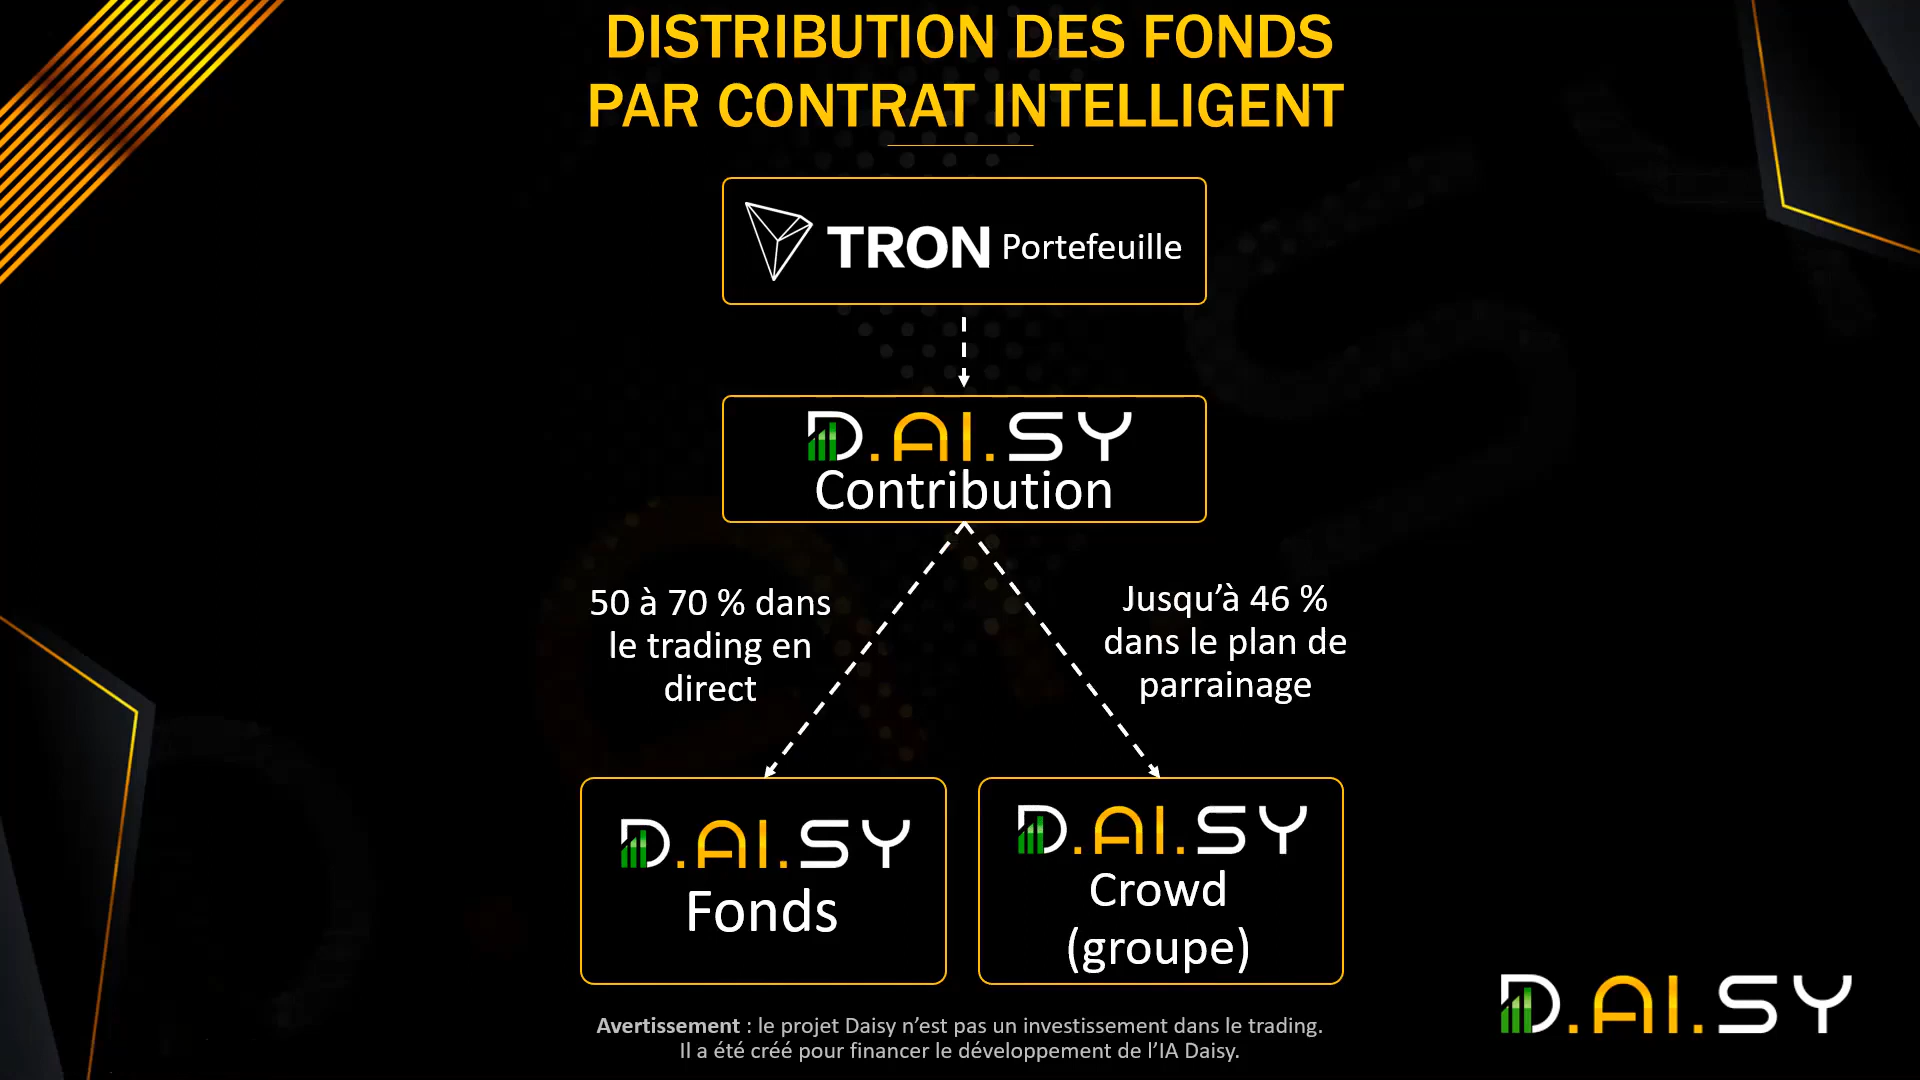 DISTRIBUTION DES FONDS
PAR CONTRAT INTELLIGENT
TRON Portefeuille
D.AI.SY
Contribution
50 à 70 % dans
le trading en
direct
Jusqu’à 46 %
dans le plan de
parrainage
D.AI.SY
Fonds
D.AI.SY
Crowd
(groupe)
Avertissement : le projet Daisy n’est pas un investissement dans le trading.
Il a été créé pour financer le développement de l’IA Daisy.
D.AI.SY